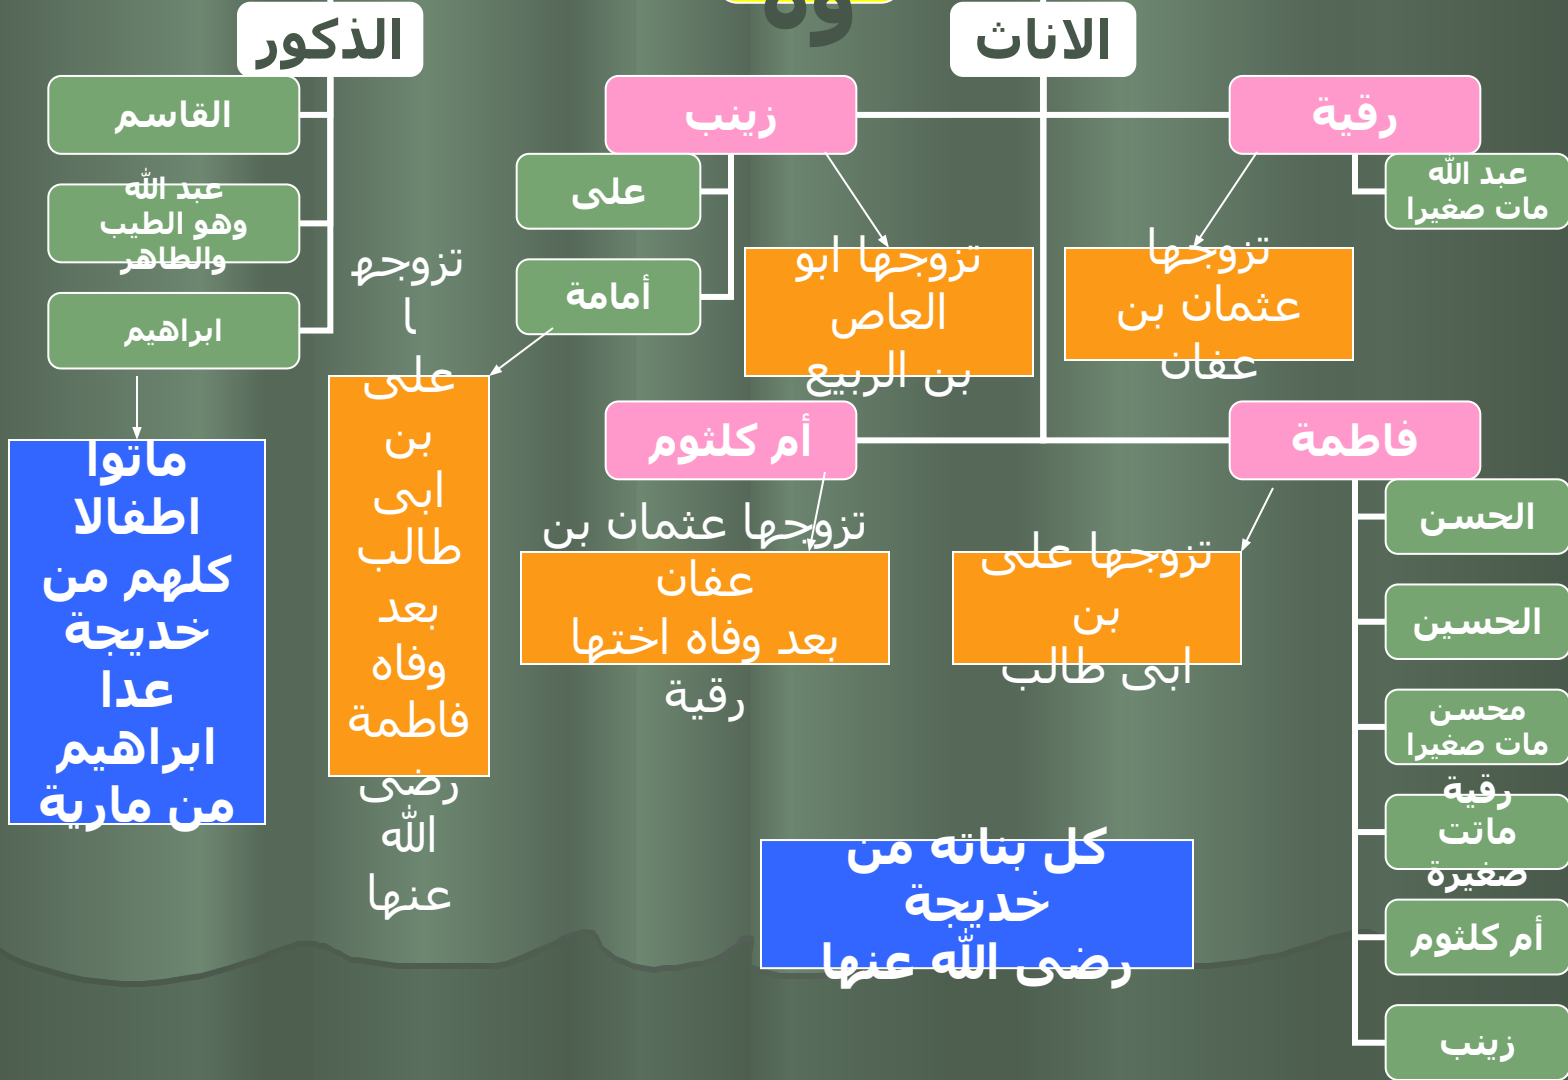 وة
الاناث
الذكور
رقية
زينب
القاسم
عبد الله
مات صغيرا
على
عبد الله
وهو الطيب
والطاهر
تزوجها
عثمان بن
عفان
تزوجها ابو
العاص
بن الربيع
أمامة
ابراهيم
تزوجه
ا
على
بن
ابى
طالب
بعد
وفاه
فاطمة
رضى
الله
عنها
فاطمة
أم كلثوم
ماتوا
اطفالا
كلهم من
خديجة
عدا
ابراهيم
من مارية
الحسن
تزوجها على
بن
ابى طالب
تزوجها عثمان بن
عفان
بعد وفاه اختها
رقية
الحسين
محسن
مات صغيرا
رقية
ماتت
صغيرة
أم كلثوم
زينب
كل بناته من
خديجة
رضى الله عنها